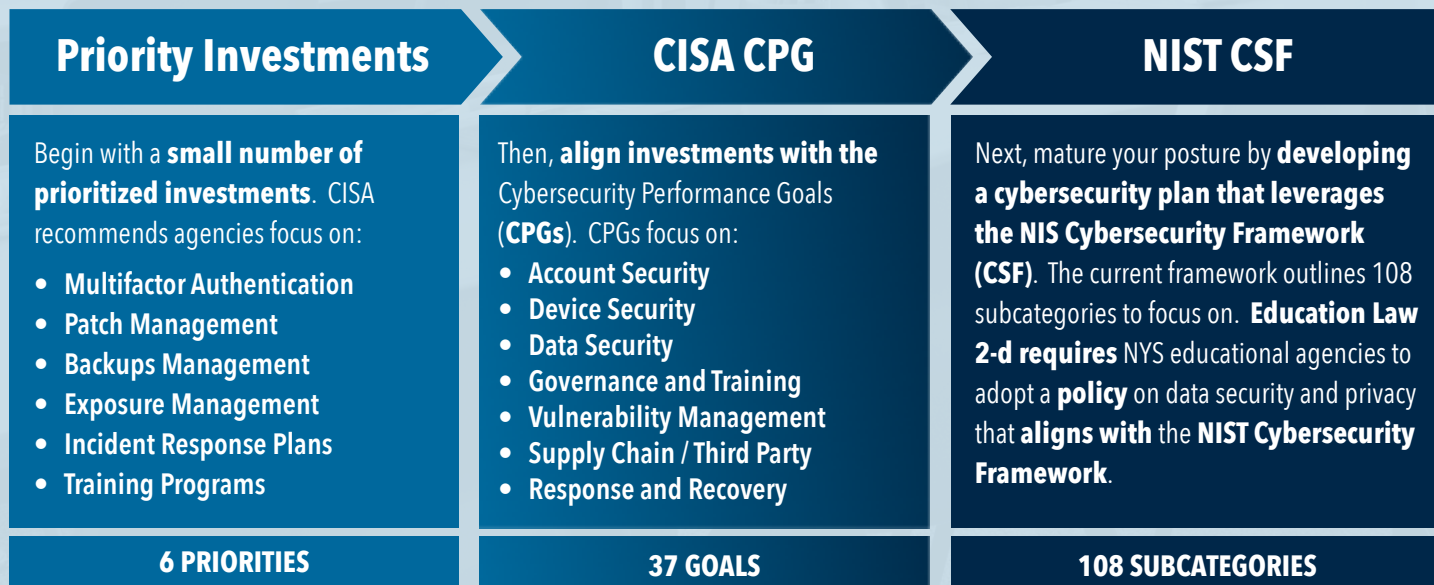 Priority Investments
CISA CPG
NIST CSF
Begin with a small number of
prioritized investments. CISA
recommends agencies focus on:
• Multifactor Authentication
• Patch Management
• Backups Management
• Exposure Management
• Incident Response Plans
• Training Programs
Then, align investments with the
Cybersecurity Performance Goals
(CPGs). CPGs focus on:
• Account Security
• Device Security
• Data Security
• Governance and Training
• Vulnerability Management
• Supply Chain / Third Party
• Response and Recovery
Next, mature your posture by developing
a cybersecurity plan that leverages
the NIS Cybersecurity Framework
(CSF). The current framework outlines 108
subcategories to focus on. Education Law
2-d requires NYS educational agencies to
adopt a policy on data security and privacy
that aligns with the NIST Cybersecurity
Framework.
6 PRIORITIES
37 GOALS
108 SUBCATEGORIES